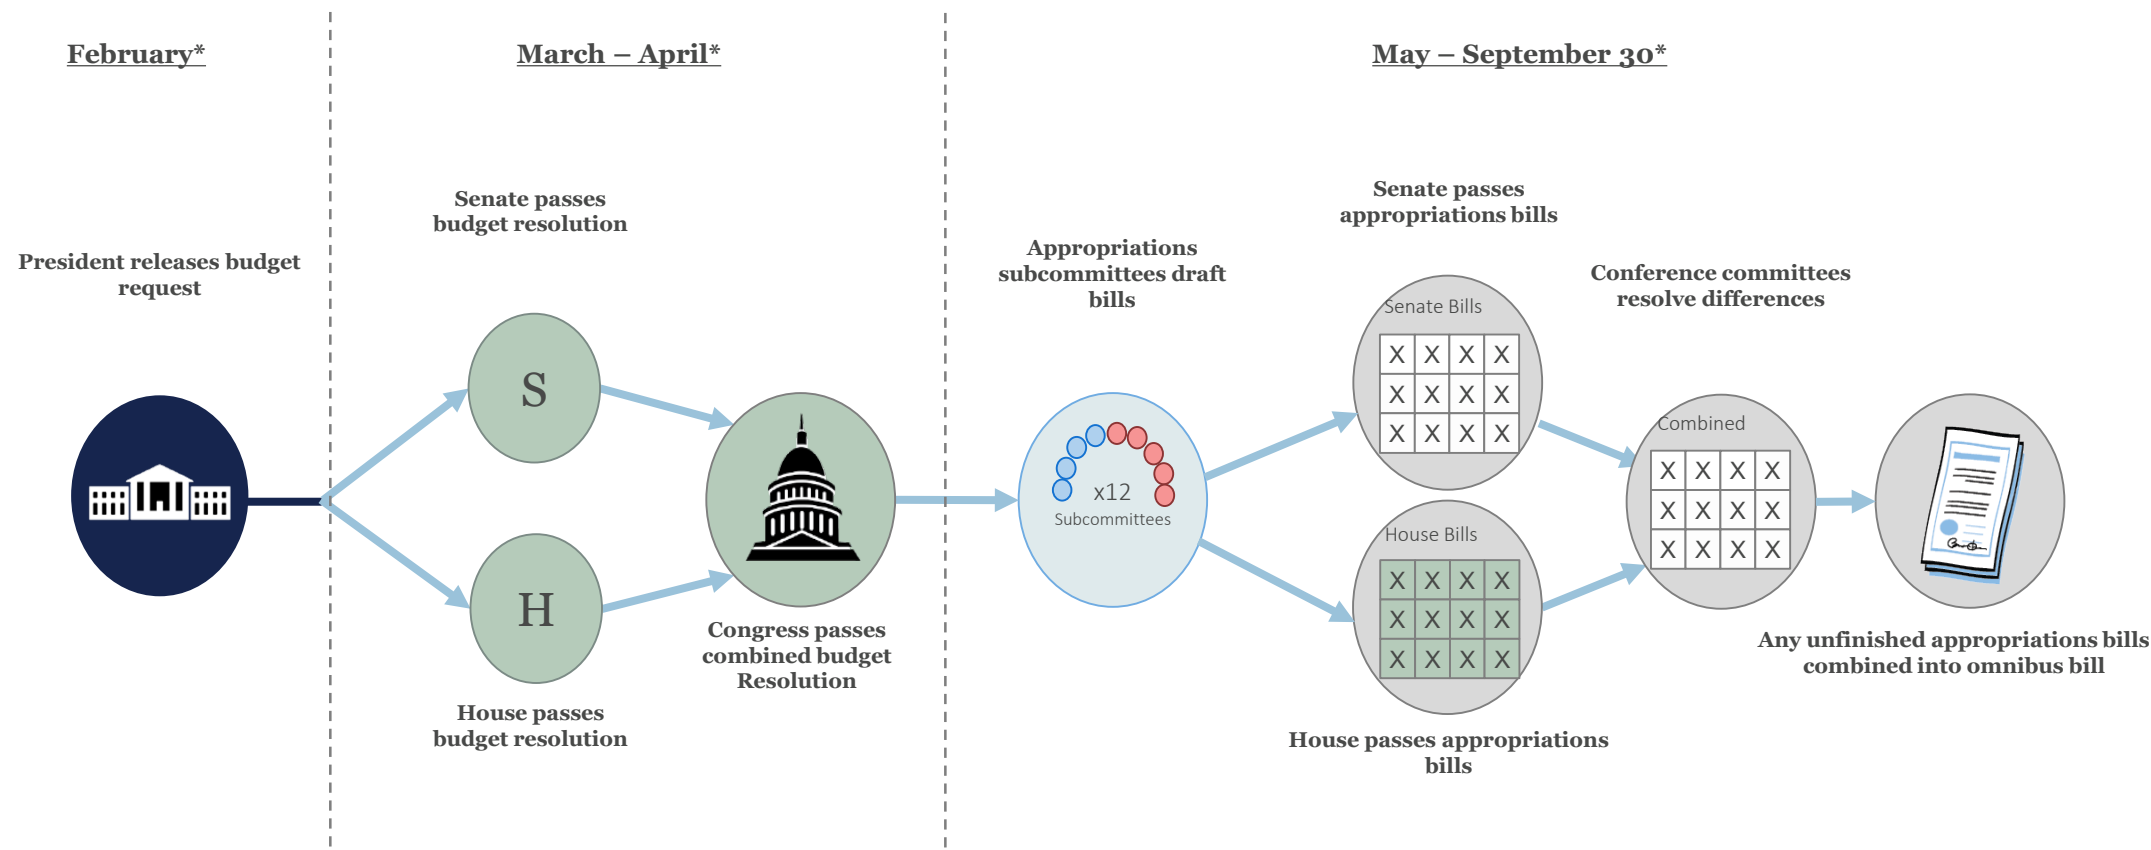 February*
March – April*
May – September 30*
President releases budget
request
Senate passes
budget resolution
S
H
House passes
budget resolution
Congress passes
combined budget
Resolution
Appropriations
subcommittees draft
bills
x12
Subcommittees
Senate passes
appropriations bills
Senate Bills
X X X X
X X X X
X X X X
House Bills
X X X X
X X X X
X X X X
House passes appropriations
bills
Conference committees
resolve differences
Combined
X X X X
X X X X
X X X X
Any unfinished appropriations bills
combined into omnibus bill